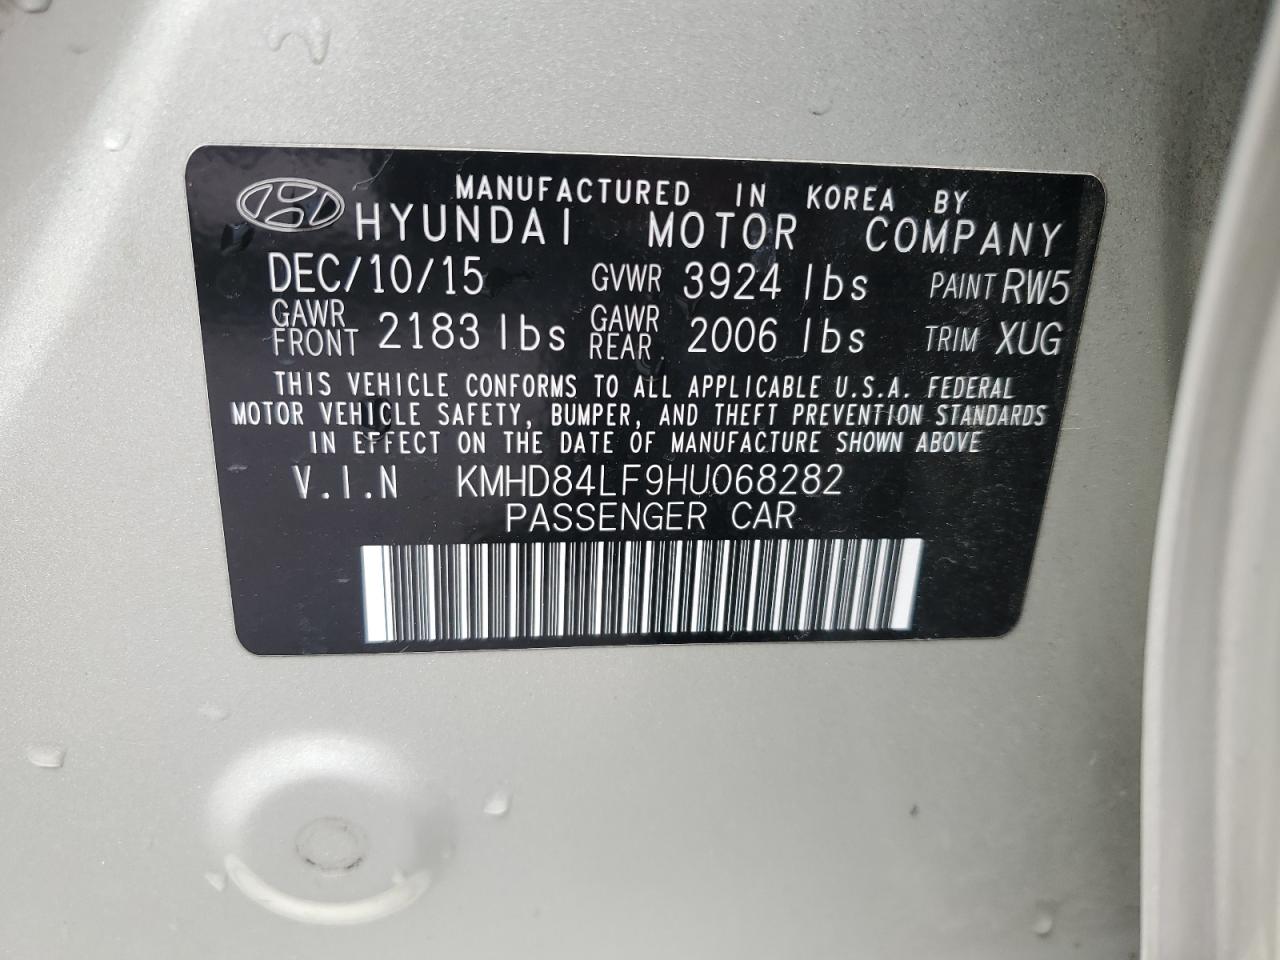 MANUFACTURED IN KOREA BY
HYUNDAI MOTOR COMPANY
DEC/10/15 GVWR 3924 lbs PAINT RW5
GAWR FRONT 2183 lbs GAWR REAR 2006 lbs TRIM XUG
THIS VEHICLE CONFORMS TO ALL APPLICABLE U.S.A. FEDERAL
MOTOR VEHICLE SAFETY, BUMPER, AND THEFT PREVENTION STANDARDS
IN EFFECT ON THE DATE OF MANUFACTURE SHOWN ABOVE
V.I.N KMHD84LF9HU068282
PASSENGER CAR